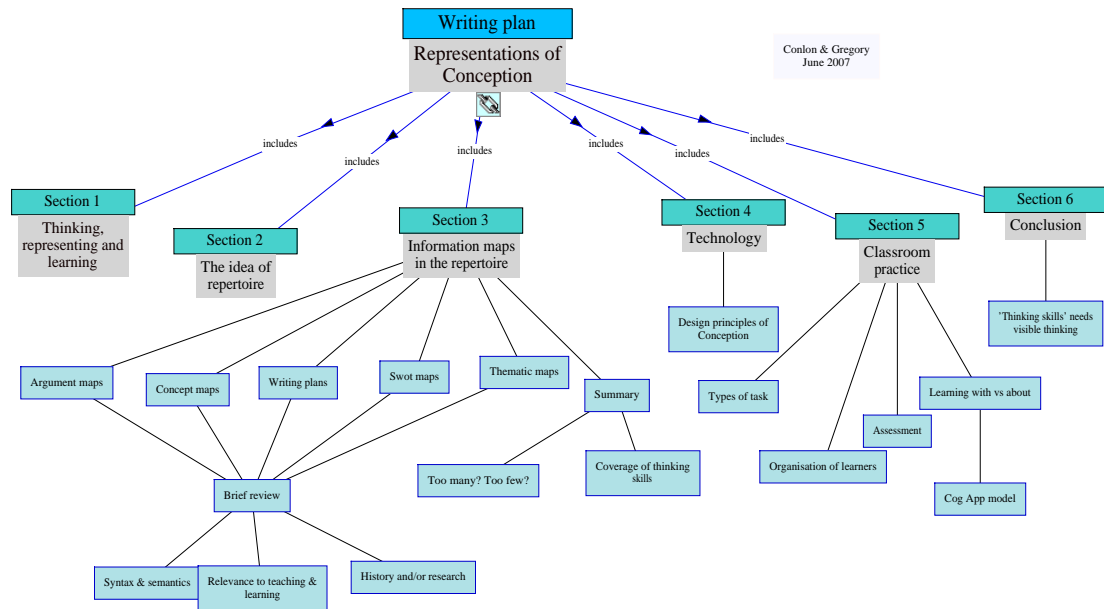 Writing plan
Representations of
Conception
Conlon & Gregory
June 2007
includes
includes
includes
includes
includes
includes
Section 1
Thinking,
representing and
learning
Section 2
The idea of
repertoire
Section 3
Information maps
in the repertoire
Section 4
Technology
Section 5
Classroom
practice
Section 6
Conclusion
Design principles of
Conception
'Thinking skills' needs
visible thinking
Argument maps
Concept maps
Writing plans
Swot maps
Thematic maps
Summary
Types of task
Learning with vs about
Assessment
Too many? Too few?
Coverage of thinking
skills
Organisation of learners
Cog App model
Brief review
Syntax & semantics
Relevance to teaching &
learning
History and/or research